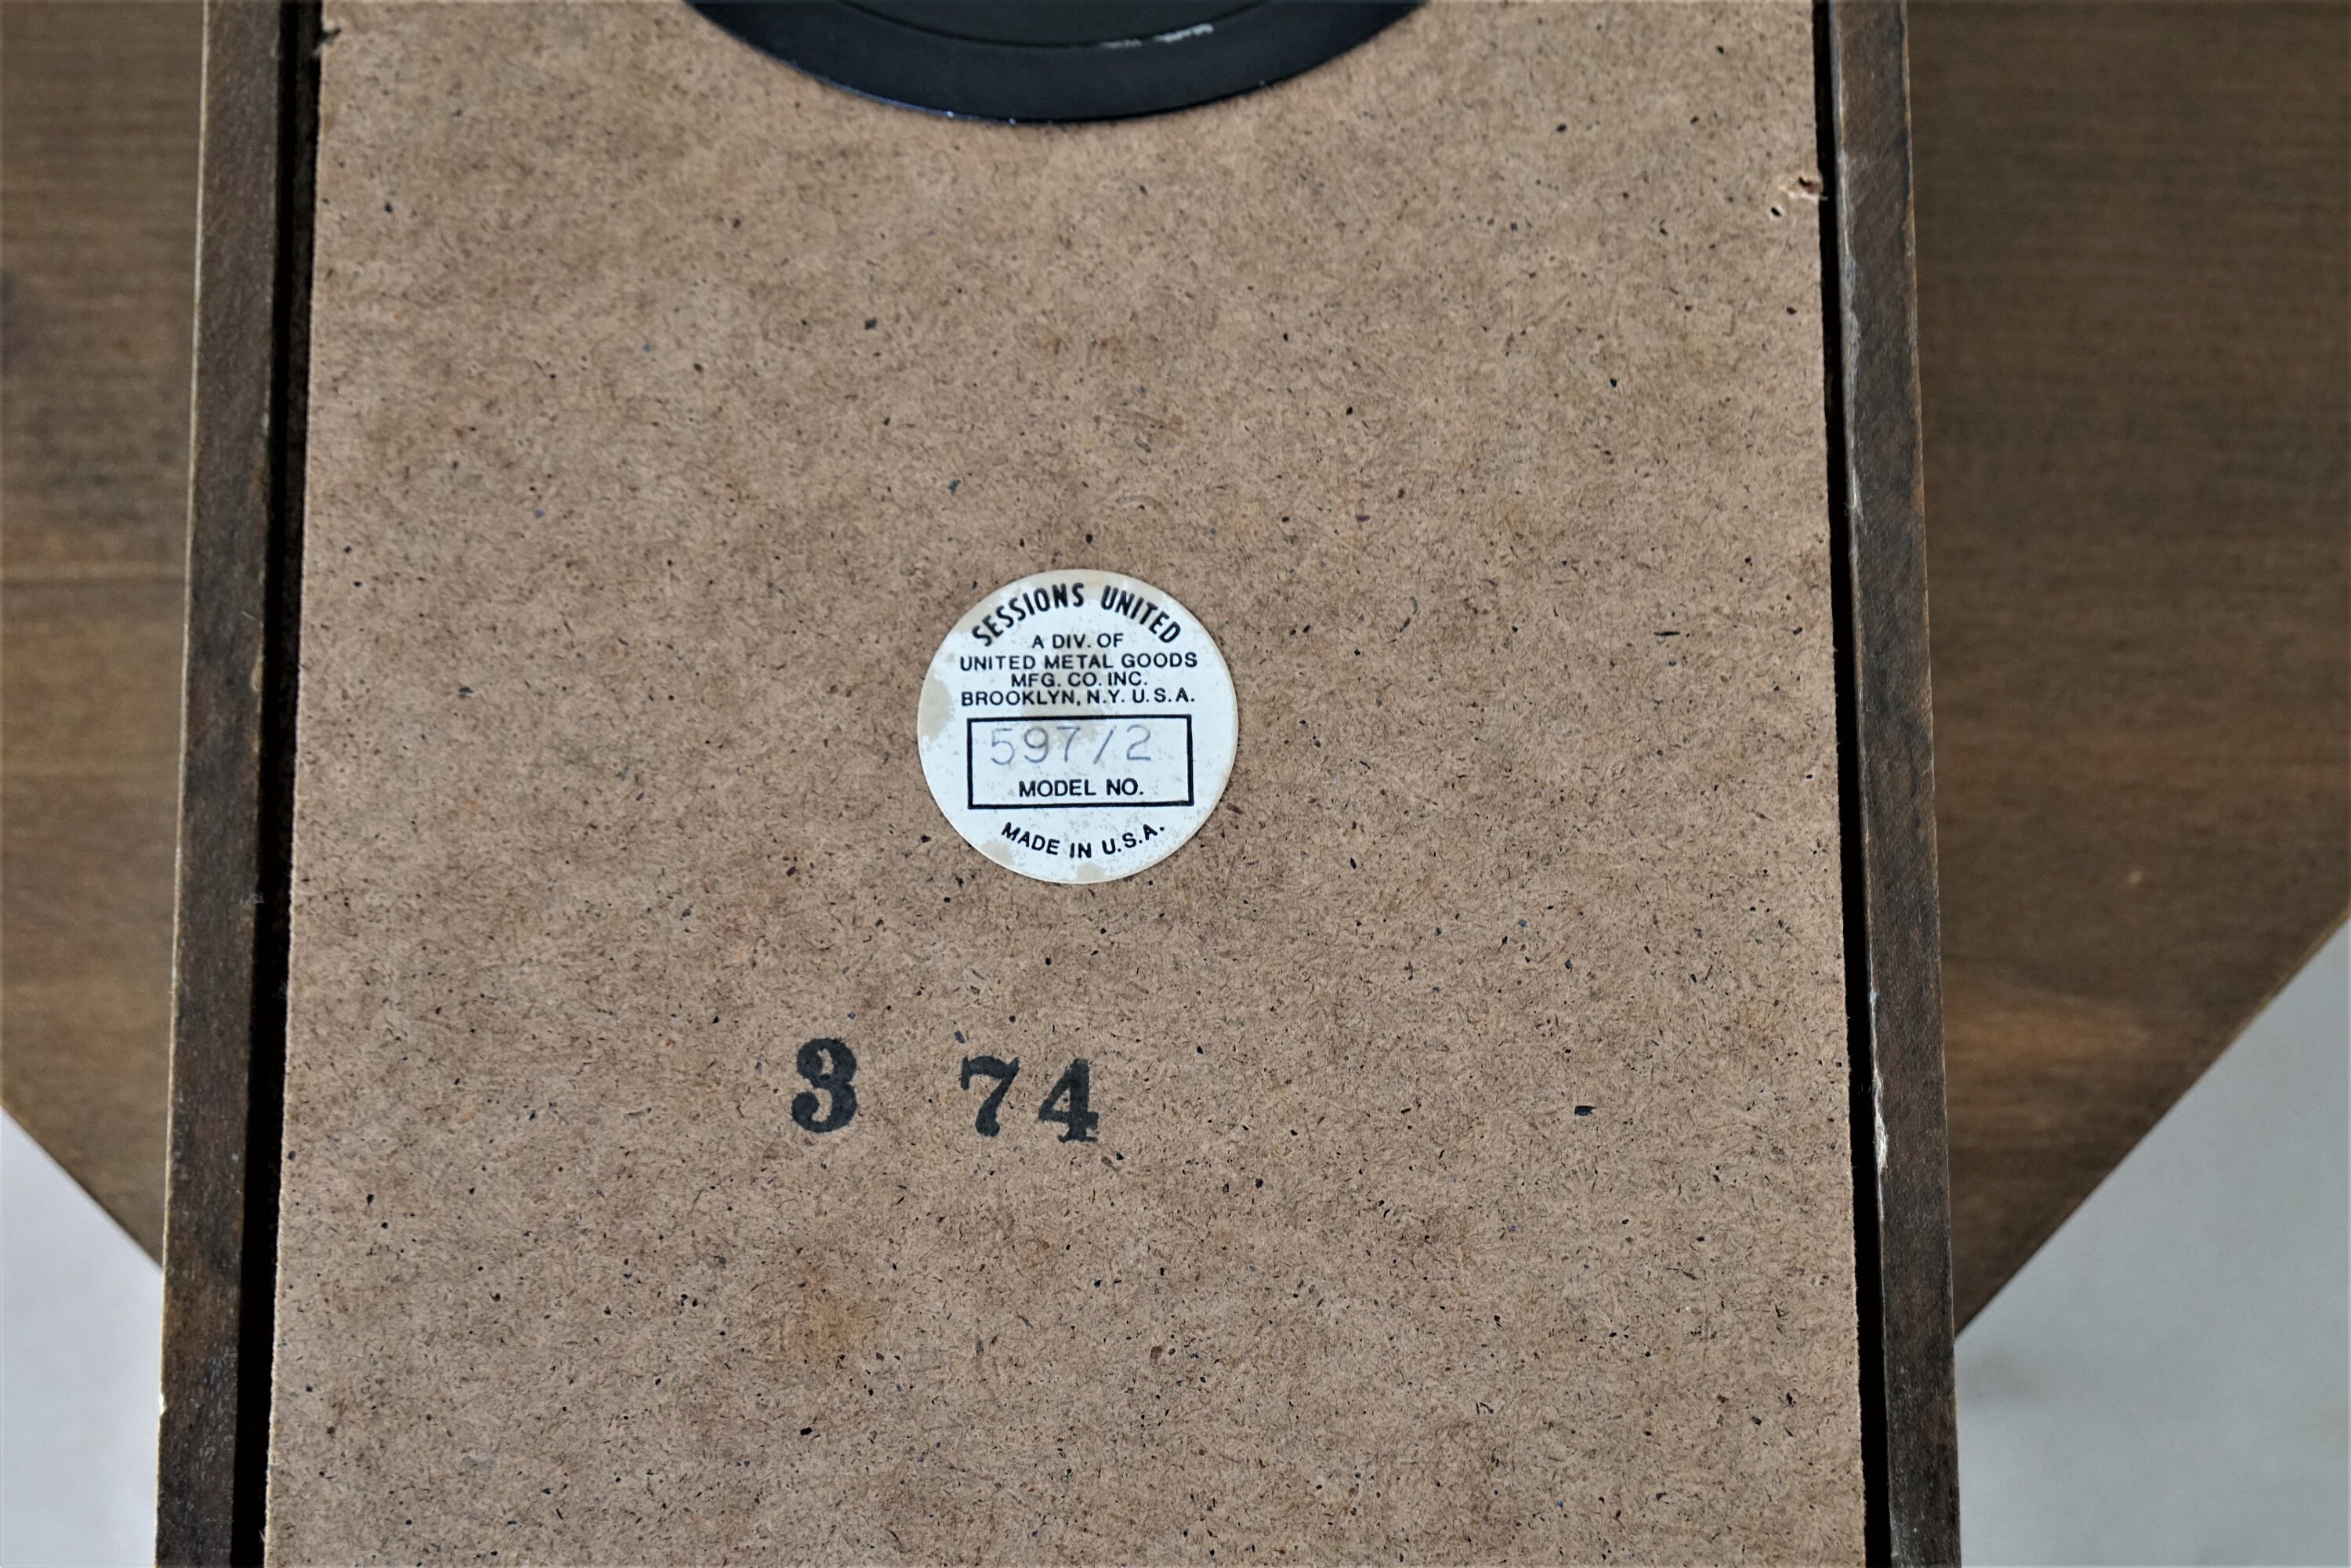 SESSIONS UNITED
A DIV. OF
UNITED METAL GOODS
MFG. CO. INC.
BROOKLYN, N.Y. U.S.A.
597/2
MODEL NO.
MADE IN U.S.A.
3 74